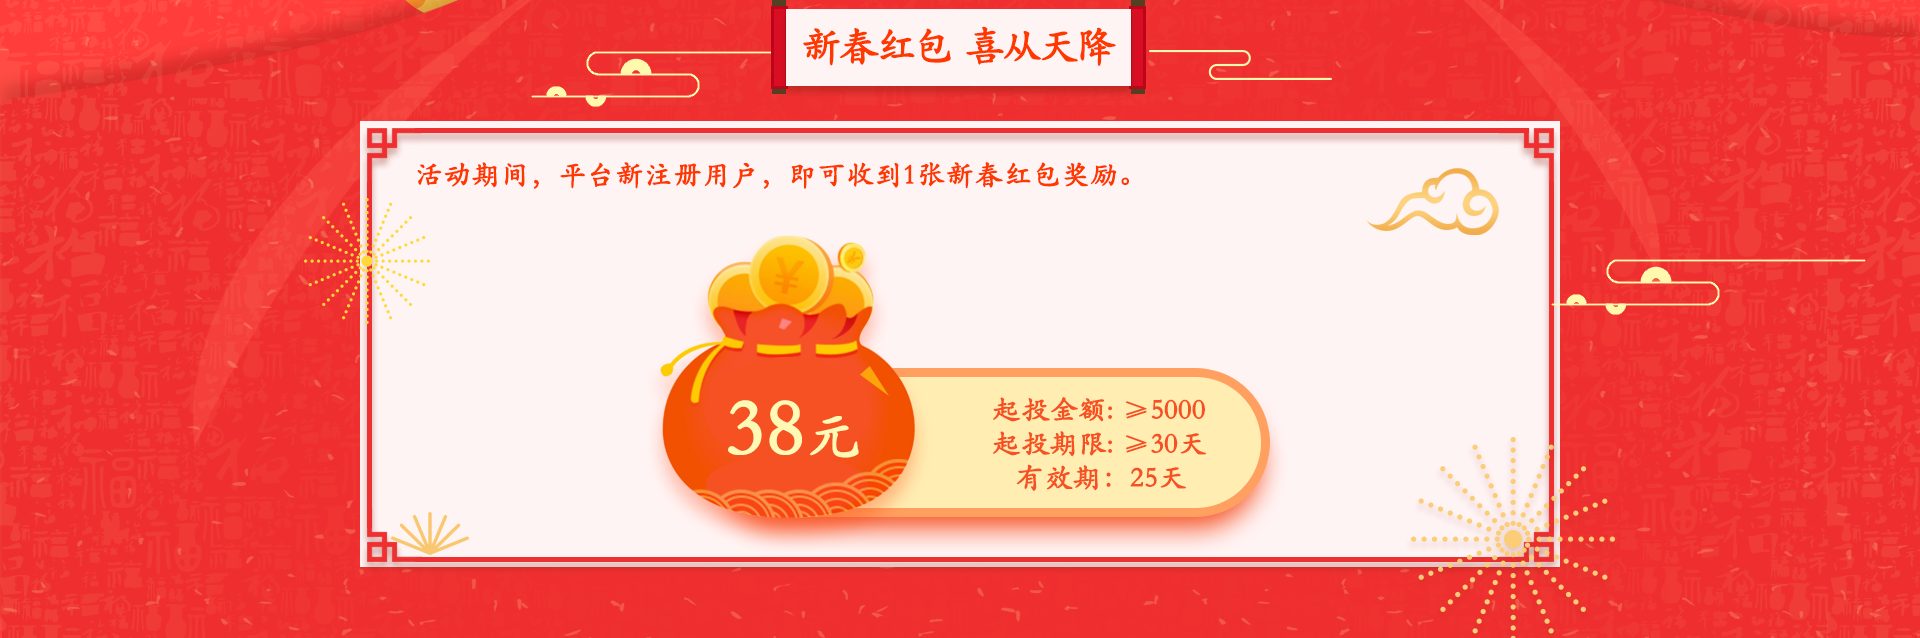 新春红包 喜从天降
活动期间，平台新注册用户，即可收到1张新春红包奖励。
¥
38元
起投金额: ≥5000
起投期限: ≥30天
有效期: 25天